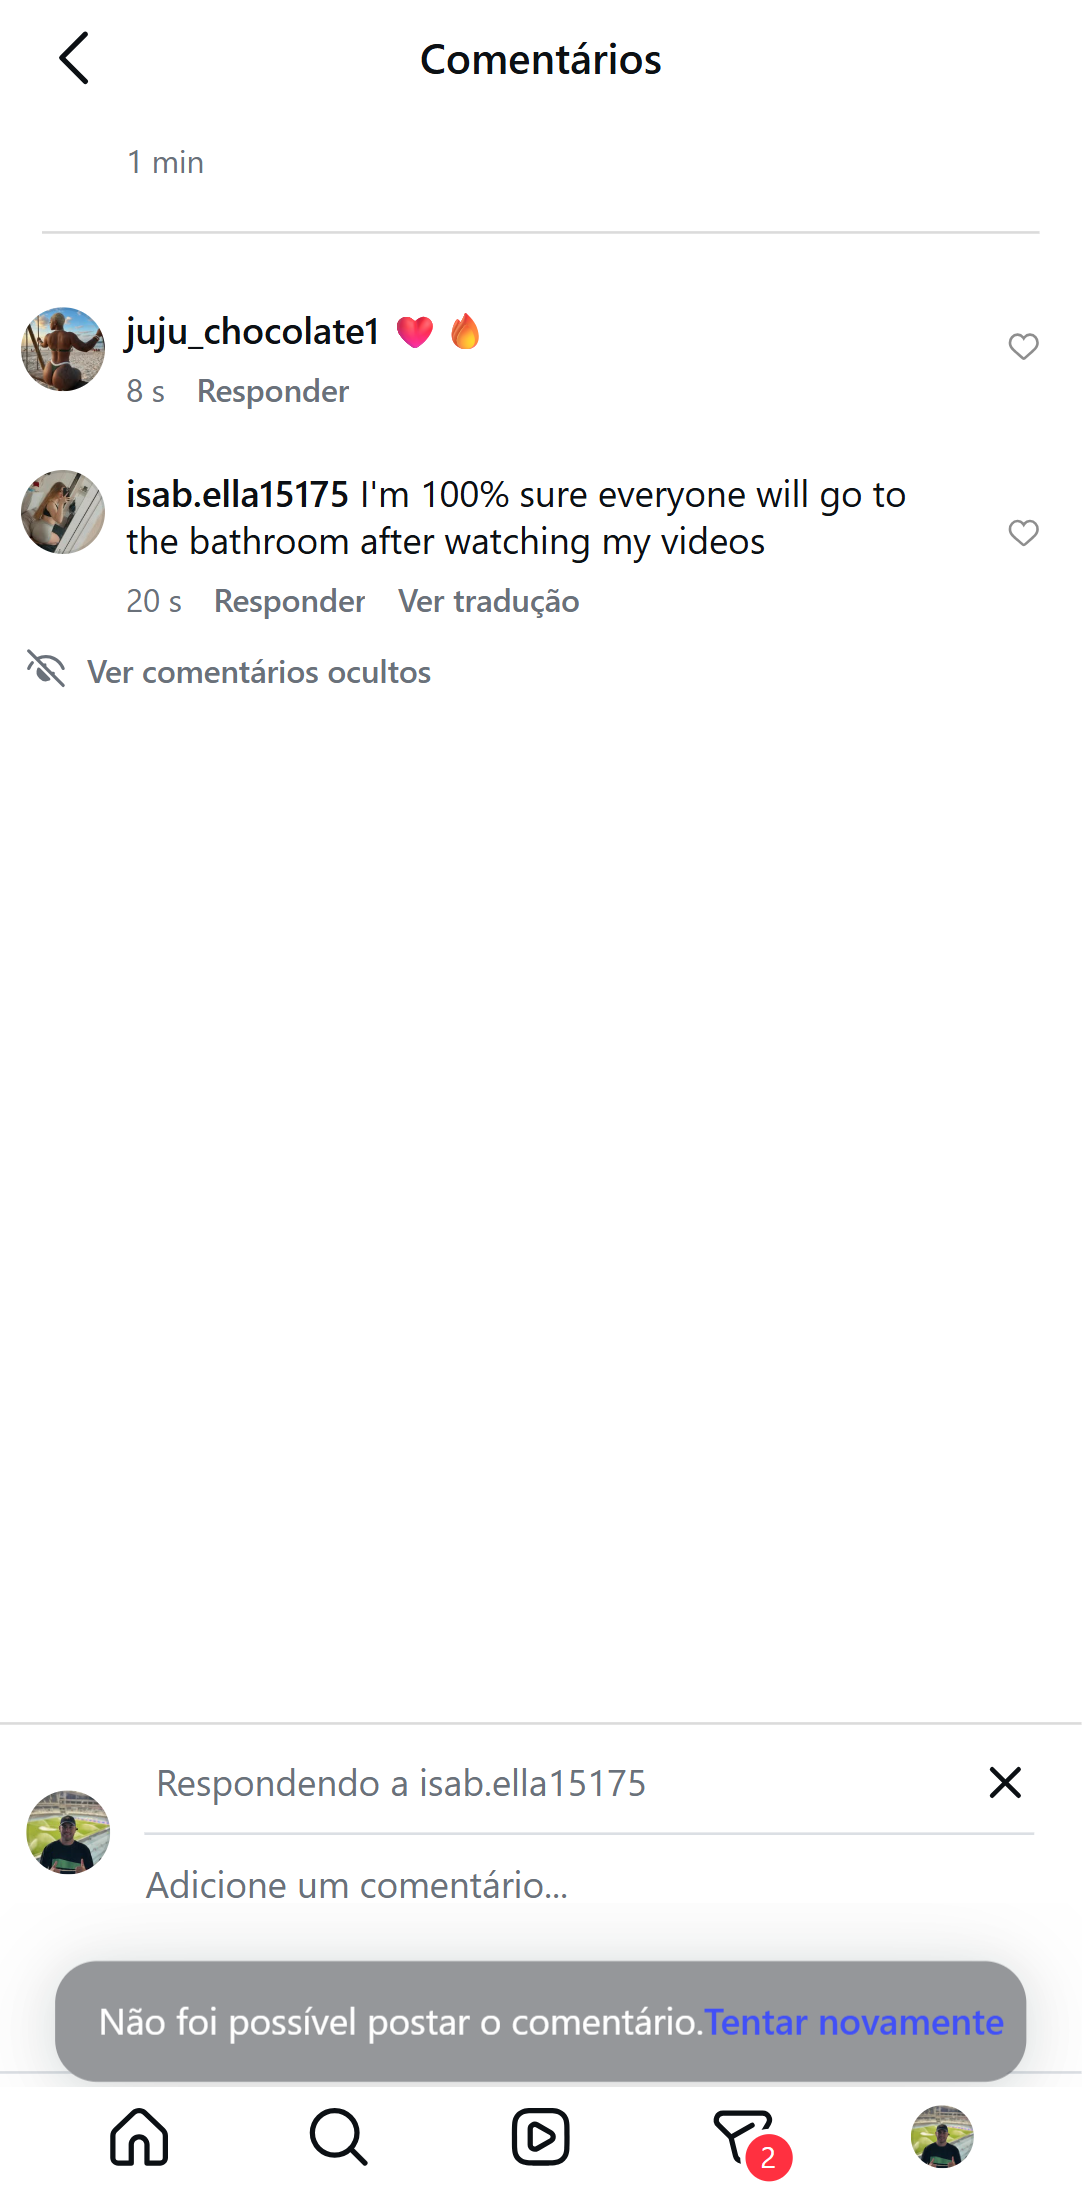 Comentários
1 min
juju_chocolate1 ❤️🔥
8 s Responder
isab.ella15175 I'm 100% sure everyone will go to
the bathroom after watching my videos
20 s Responder Ver tradução
Ver comentários ocultos
Respondendo a isab.ella15175
Adicione um comentário...
Não foi possível postar o comentário.Tentar novamente
2